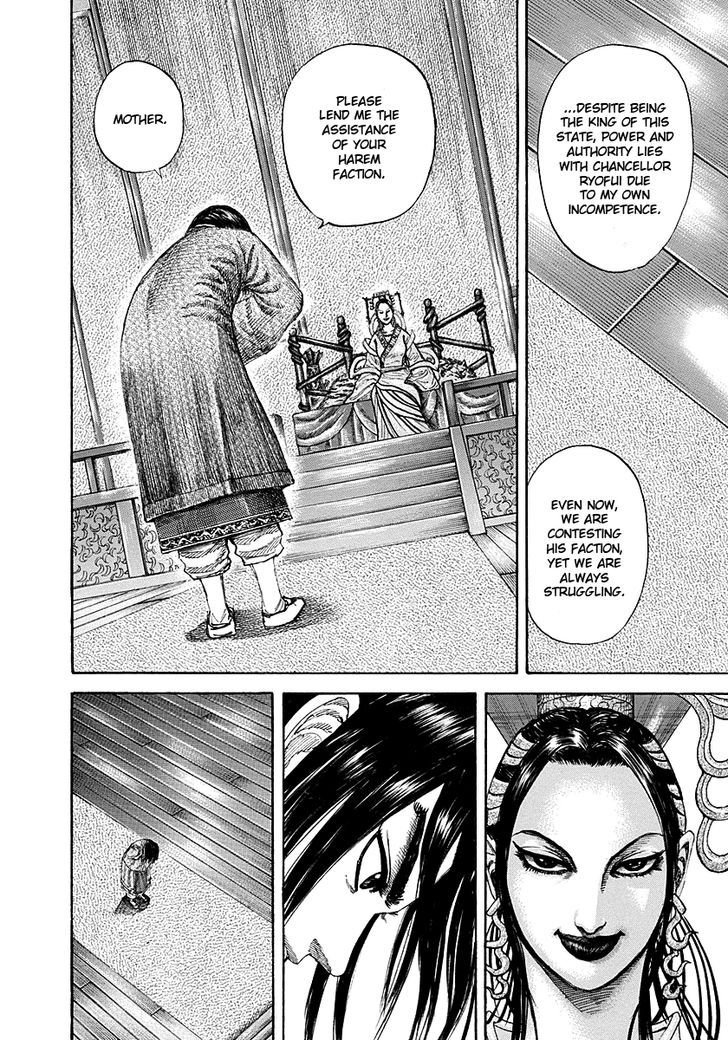 ...DESPITE BEING
THE KING OF THIS
STATE, POWER AND
AUTHORITY LIES
WITH CHANCELLOR
RYOFUI DUE
TO MY OWN
INCOMPETENCE.
EVEN NOW,
WE ARE
CONTESTING
HIS FACTION,
YET WE ARE
ALWAYS
STRUGGLING.
PLEASE
LEND ME THE
ASSISTANCE
OF YOUR
HAREM
FACTION.
MOTHER.